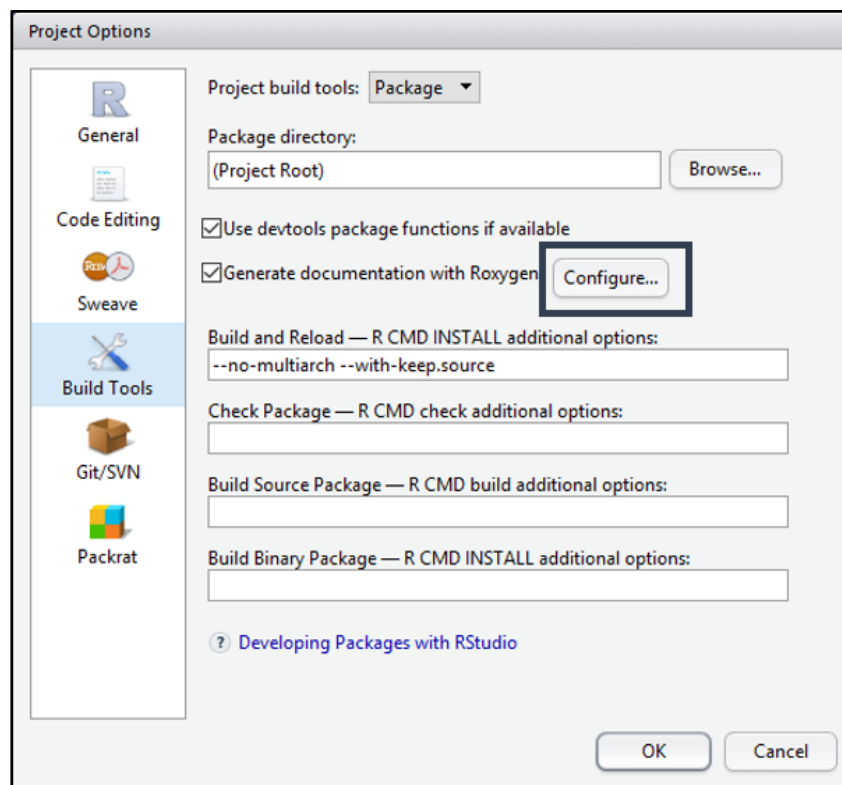 Project Options
General
Code Editing
Rnw
Sweave
Build Tools
Git/SVN
Packrat
Project build tools: Package
Package directory:
(Project Root)
Browse...
Use devtools package functions if available
Generate documentation with Roxygen
Configure...
Build and Reload — R CMD INSTALL additional options:
--no-multiarch --with-keep.source
Check Package — R CMD check additional options:
Build Source Package — R CMD build additional options:
Build Binary Package — R CMD INSTALL additional options:
? Developing Packages with RStudio
OK
Cancel